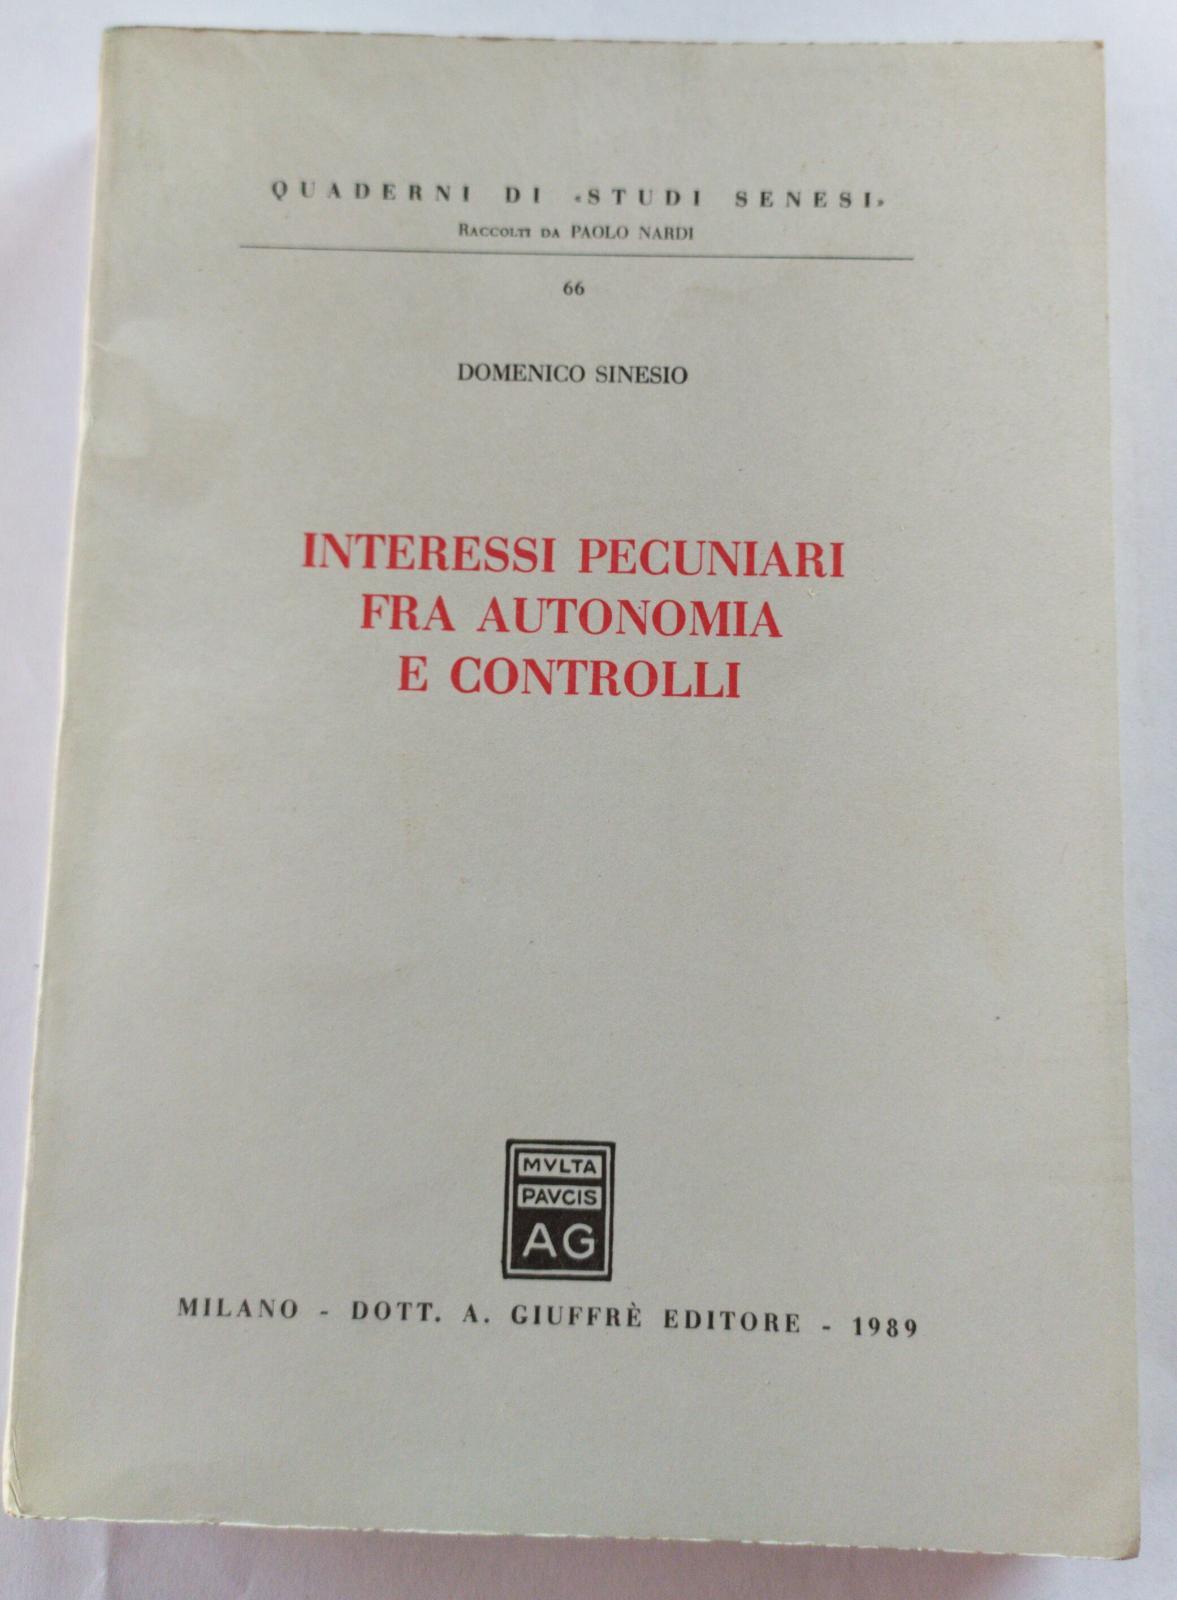 QUADERNI DI «STUDI SENESI»
RACCOLTI DA PAOLO NARDI
66
DOMENICO SINESIO
INTERESSI PECUNIARI
FRA AUTONOMIA
E CONTROLLI
MVLTA
PAVCIS
AG
MILANO - DOTT. A. GIUFFRÈ EDITORE - 1989